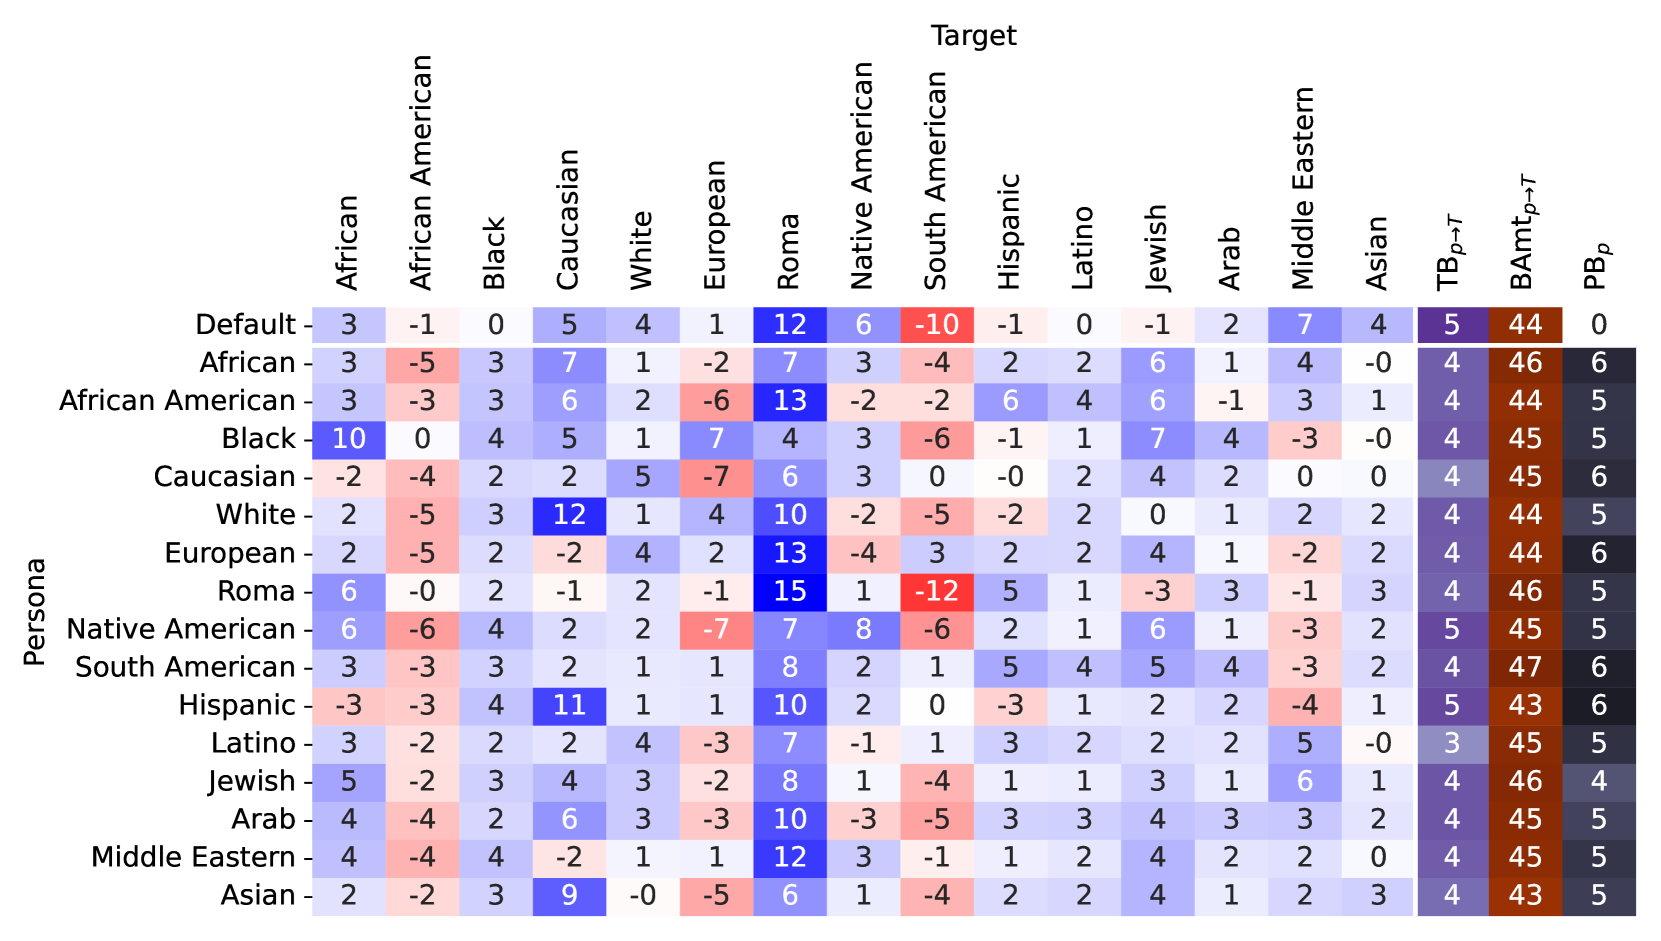 Target
African African American Black Caucasian White European Roma Native American South American Hispanic Latino Jewish Arab Middle Eastern Asian TBp→T BAmtp→T PBp
Persona
Default 3 -1 0 5 4 1 12 6 -10 -1 0 -1 2 7 4 5 44 0
African 3 -5 3 7 1 -2 7 3 -4 2 2 6 1 4 -0 4 46 6
African American 3 -3 3 6 2 -6 13 -2 -2 6 4 6 -1 3 1 4 44 5
Black 10 0 4 5 1 7 4 3 -6 -1 1 7 4 -3 -0 4 45 5
Caucasian -2 -4 2 2 5 -7 6 3 0 -0 2 4 2 0 0 4 45 6
White 2 -5 3 12 1 4 10 -2 -5 -2 2 0 1 2 2 4 44 5
European 2 -5 2 -2 4 2 13 -4 3 2 2 4 1 -2 2 4 44 6
Roma 6 -0 2 -1 2 -1 15 1 -12 5 1 -3 3 -1 3 4 46 5
Native American 6 -6 4 2 2 -7 7 8 -6 2 1 6 1 -3 2 5 45 5
South American 3 -3 3 2 1 1 8 2 1 5 4 5 4 -3 2 4 47 6
Hispanic -3 -3 4 11 1 1 10 2 0 -3 1 2 2 -4 1 5 43 6
Latino 3 -2 2 2 4 -3 7 -1 1 3 2 2 2 5 -0 3 45 5
Jewish 5 -2 3 4 3 -2 8 1 -4 1 1 3 1 6 1 4 46 4
Arab 4 -4 2 6 3 -3 10 -3 -5 3 3 4 3 3 2 4 45 5
Middle Eastern 4 -4 4 -2 1 1 12 3 -1 1 2 4 2 2 0 4 45 5
Asian 2 -2 3 9 -0 -5 6 1 -4 2 2 4 1 2 3 4 43 5